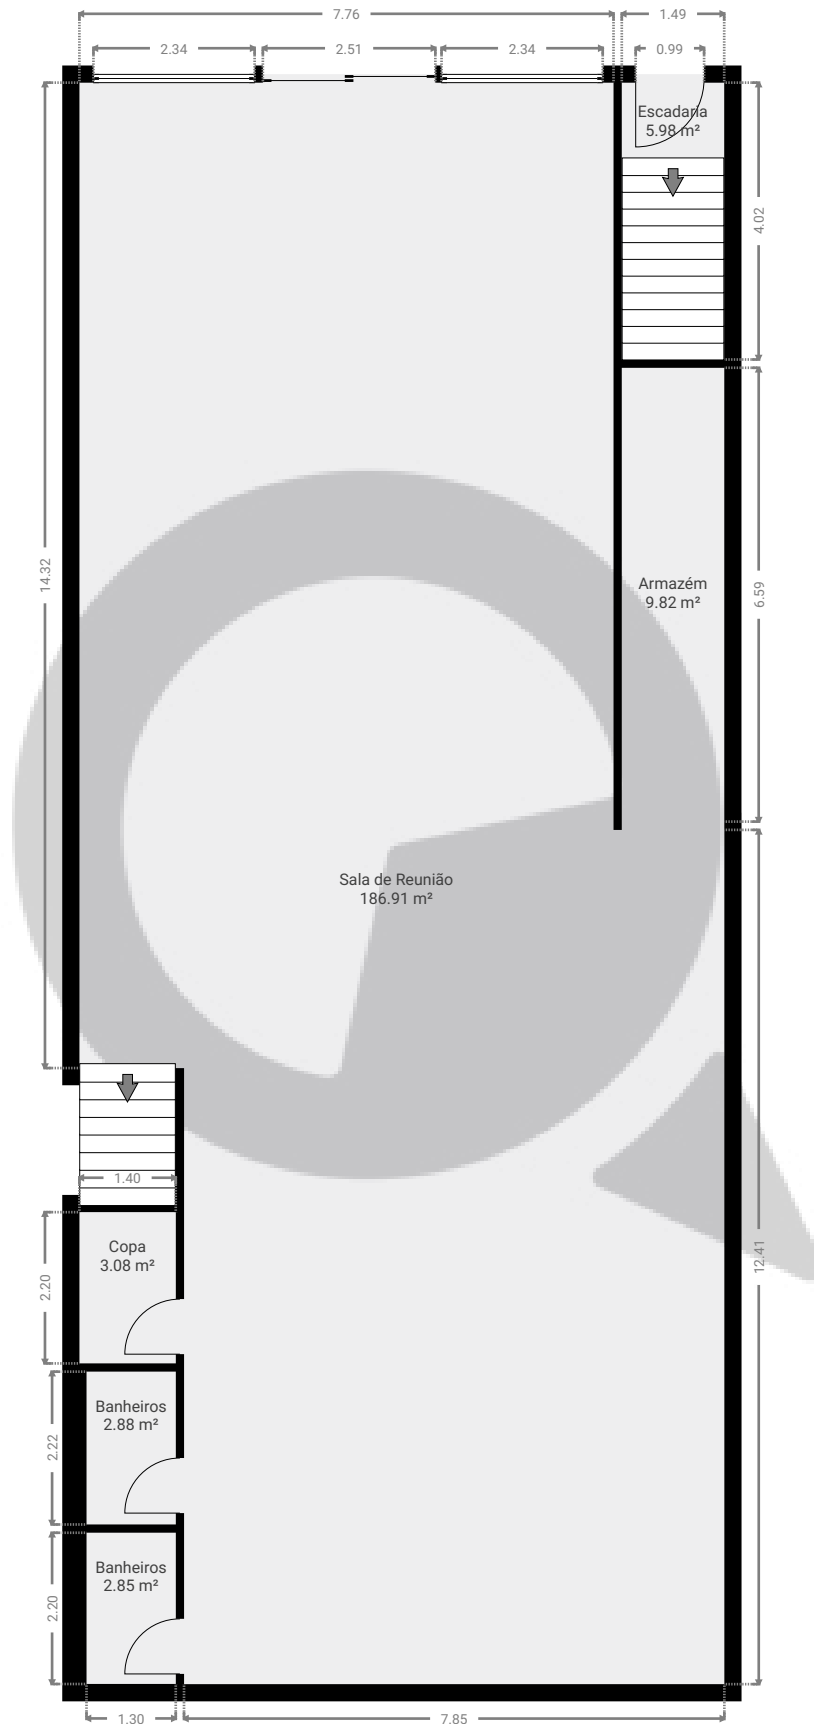 7.76
1.49
2.34
2.51
2.34
0.99
Escadaria
5.98 m²
4.02
14.32
Armazém
9.82 m²
6.59
Sala de Reunião
186.91 m²
1.40
Copa
3.08 m²
2.20
12.41
Banheiros
2.88 m²
2.22
Banheiros
2.85 m²
2.20
1.30
7.85